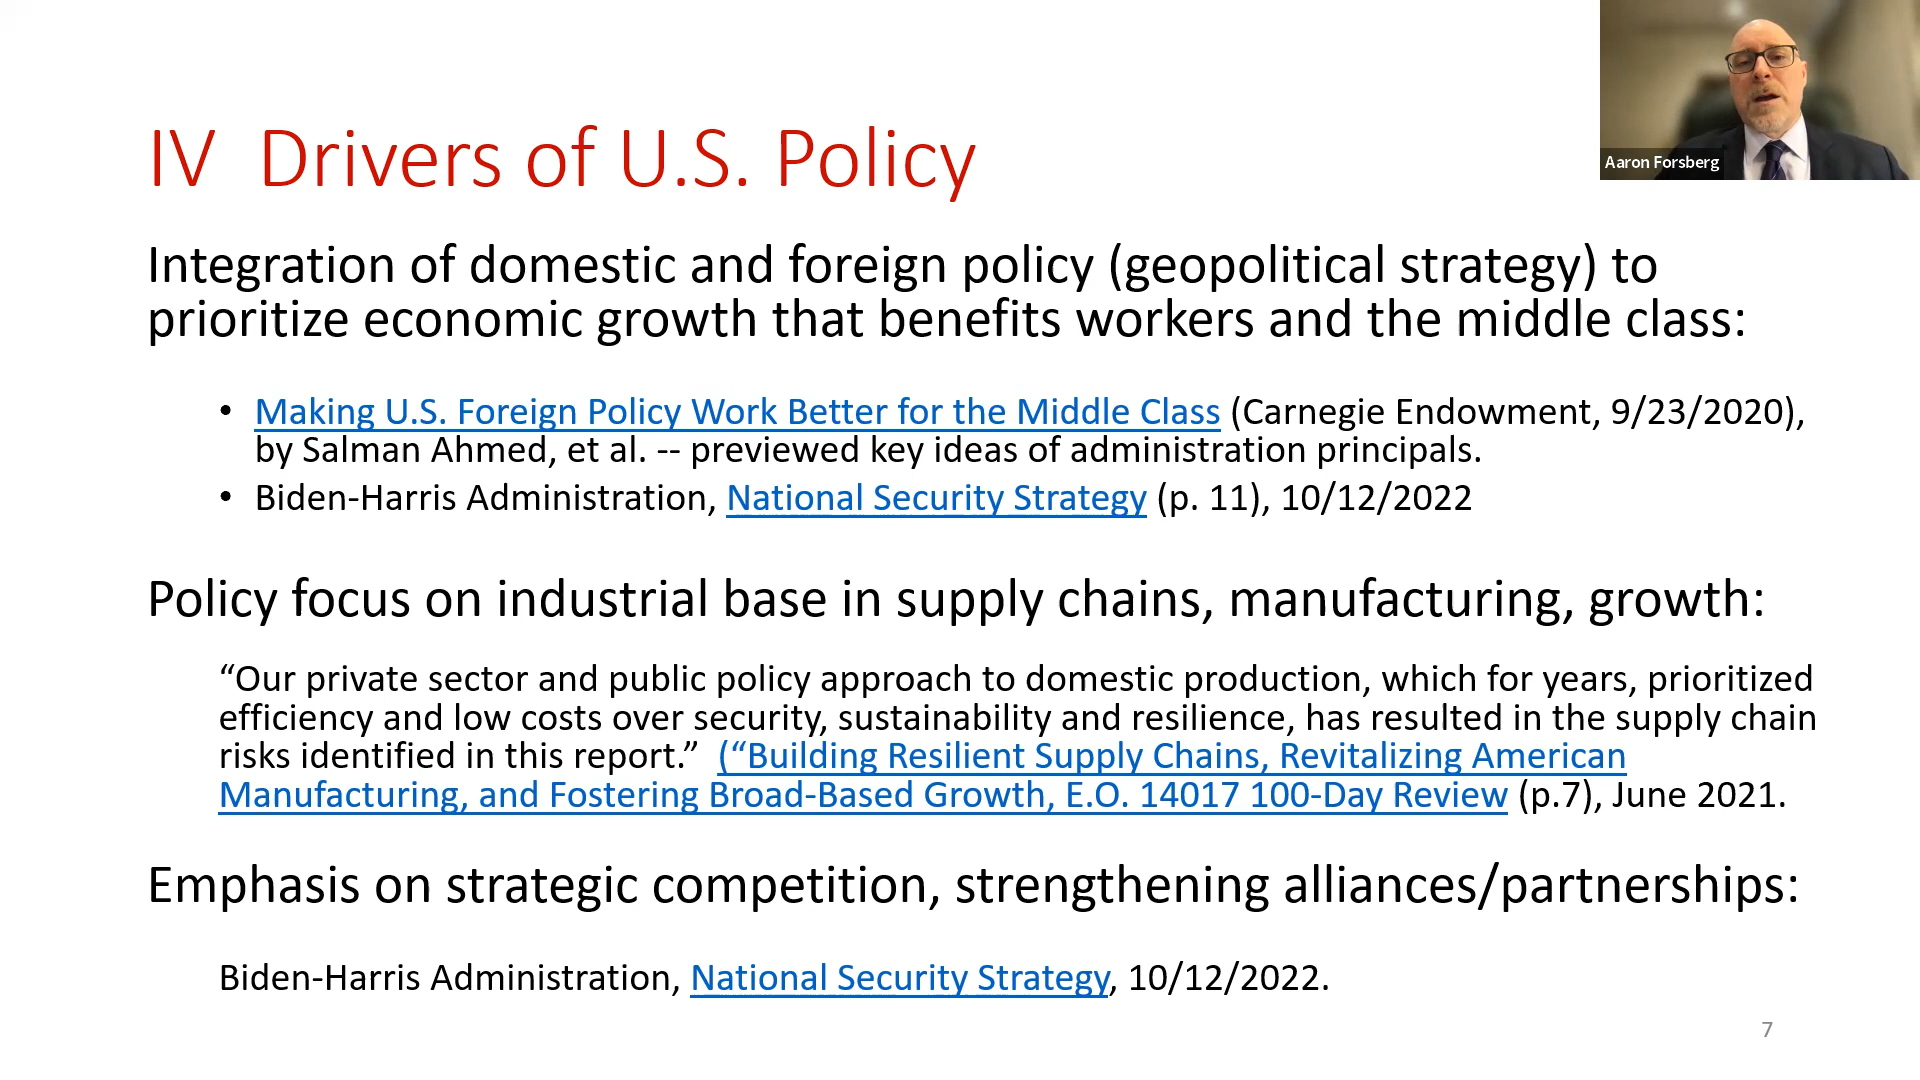 IV Drivers of U.S. Policy
Aaron Forsberg
Integration of domestic and foreign policy (geopolitical strategy) to
prioritize economic growth that benefits workers and the middle class:
• Making U.S. Foreign Policy Work Better for the Middle Class (Carnegie Endowment, 9/23/2020),
by Salman Ahmed, et al. -- previewed key ideas of administration principals.
• Biden-Harris Administration, National Security Strategy (p. 11), 10/12/2022
Policy focus on industrial base in supply chains, manufacturing, growth:
“Our private sector and public policy approach to domestic production, which for years, prioritized
efficiency and low costs over security, sustainability and resilience, has resulted in the supply chain
risks identified in this report.” (“Building Resilient Supply Chains, Revitalizing American
Manufacturing, and Fostering Broad-Based Growth, E.O. 14017 100-Day Review (p.7), June 2021.
Emphasis on strategic competition, strengthening alliances/partnerships:
Biden-Harris Administration, National Security Strategy, 10/12/2022.
7